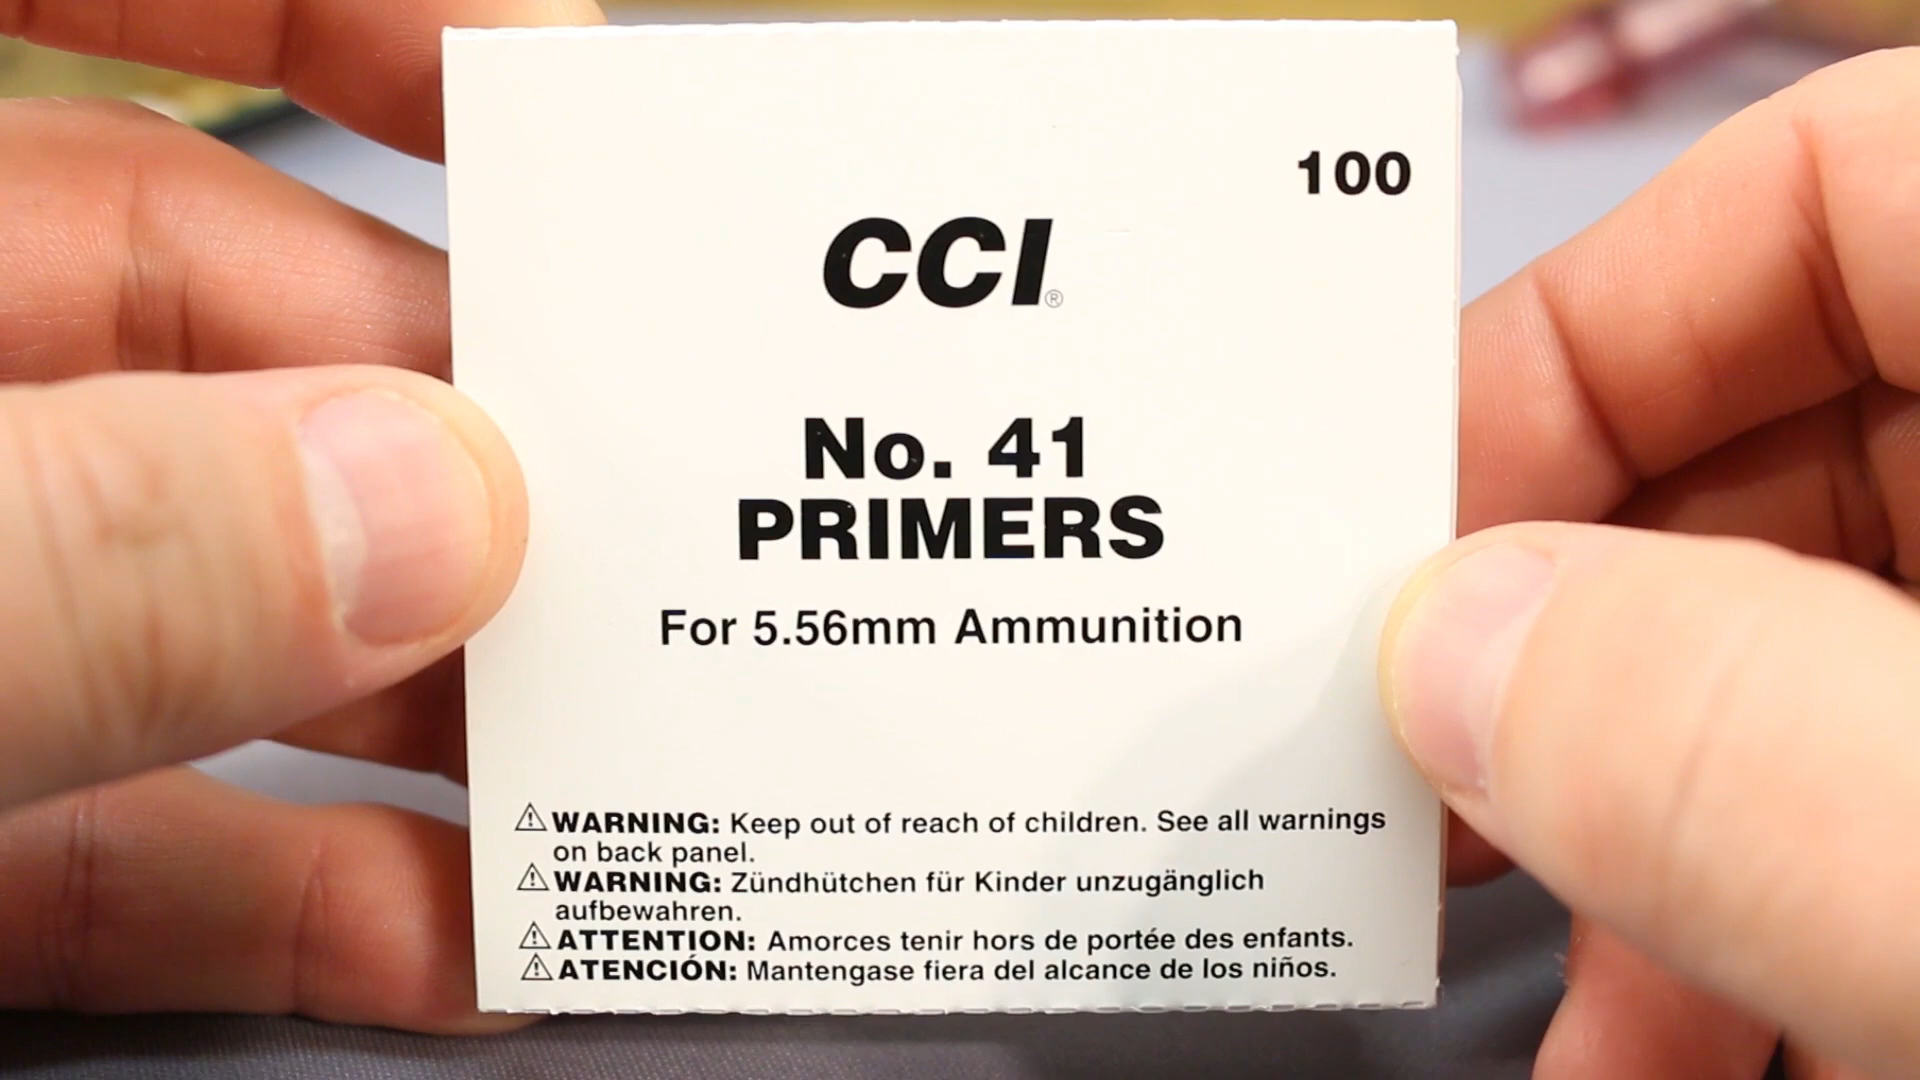 100
CCI®
No. 41
PRIMERS
For 5.56mm Ammunition
⚠WARNING: Keep out of reach of children. See all warnings
on back panel.
⚠WARNING: Zündhütchen für Kinder unzugänglich
aufbewahren.
⚠ATTENTION: Amorces tenir hors de portée des enfants.
⚠ATENCIÓN: Mantengase fiera del alcance de los niños.